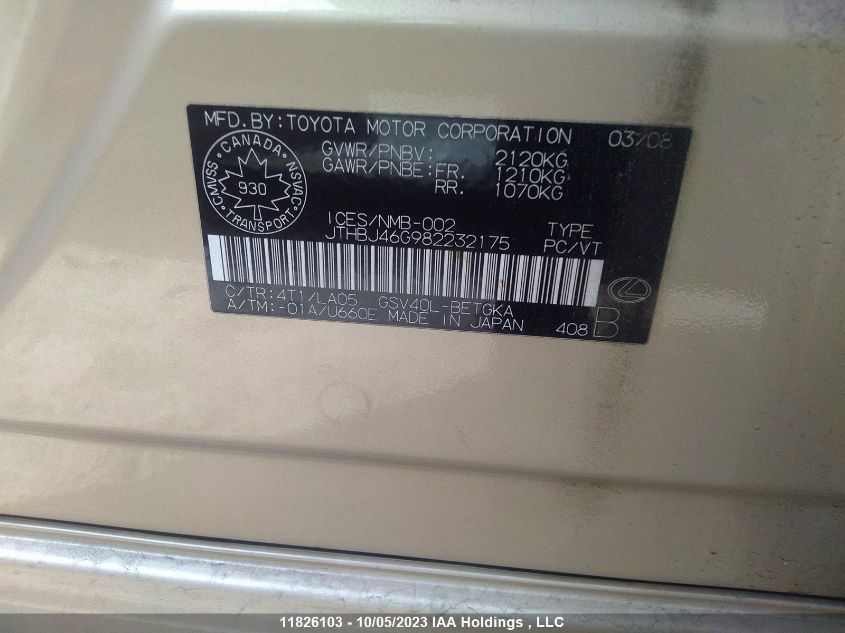 MFD.BY:TOYOTA MOTOR CORPORATION 03/08
GVWR/PNBV: 2120KG
GAWR/PNBE:FR. 1210KG
RR: 1070KG
CANADA
CMVSS 930 NSVAC
TRANSPORT
ICES/NMB-002 TYPE
JTHBJ46G982232175 PC/VT
C/TR:4T1/LA05 GSV40L-BETGKA
A/TM:-01A/U660E MADE IN JAPAN 408 B
11826103 - 10/05/2023 IAA Holdings , LLC